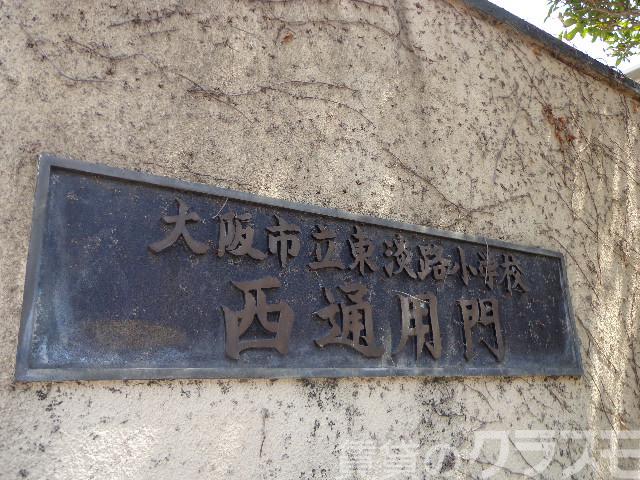 大阪市立東淡路小学校
西通用門
賃貸のクラスモ